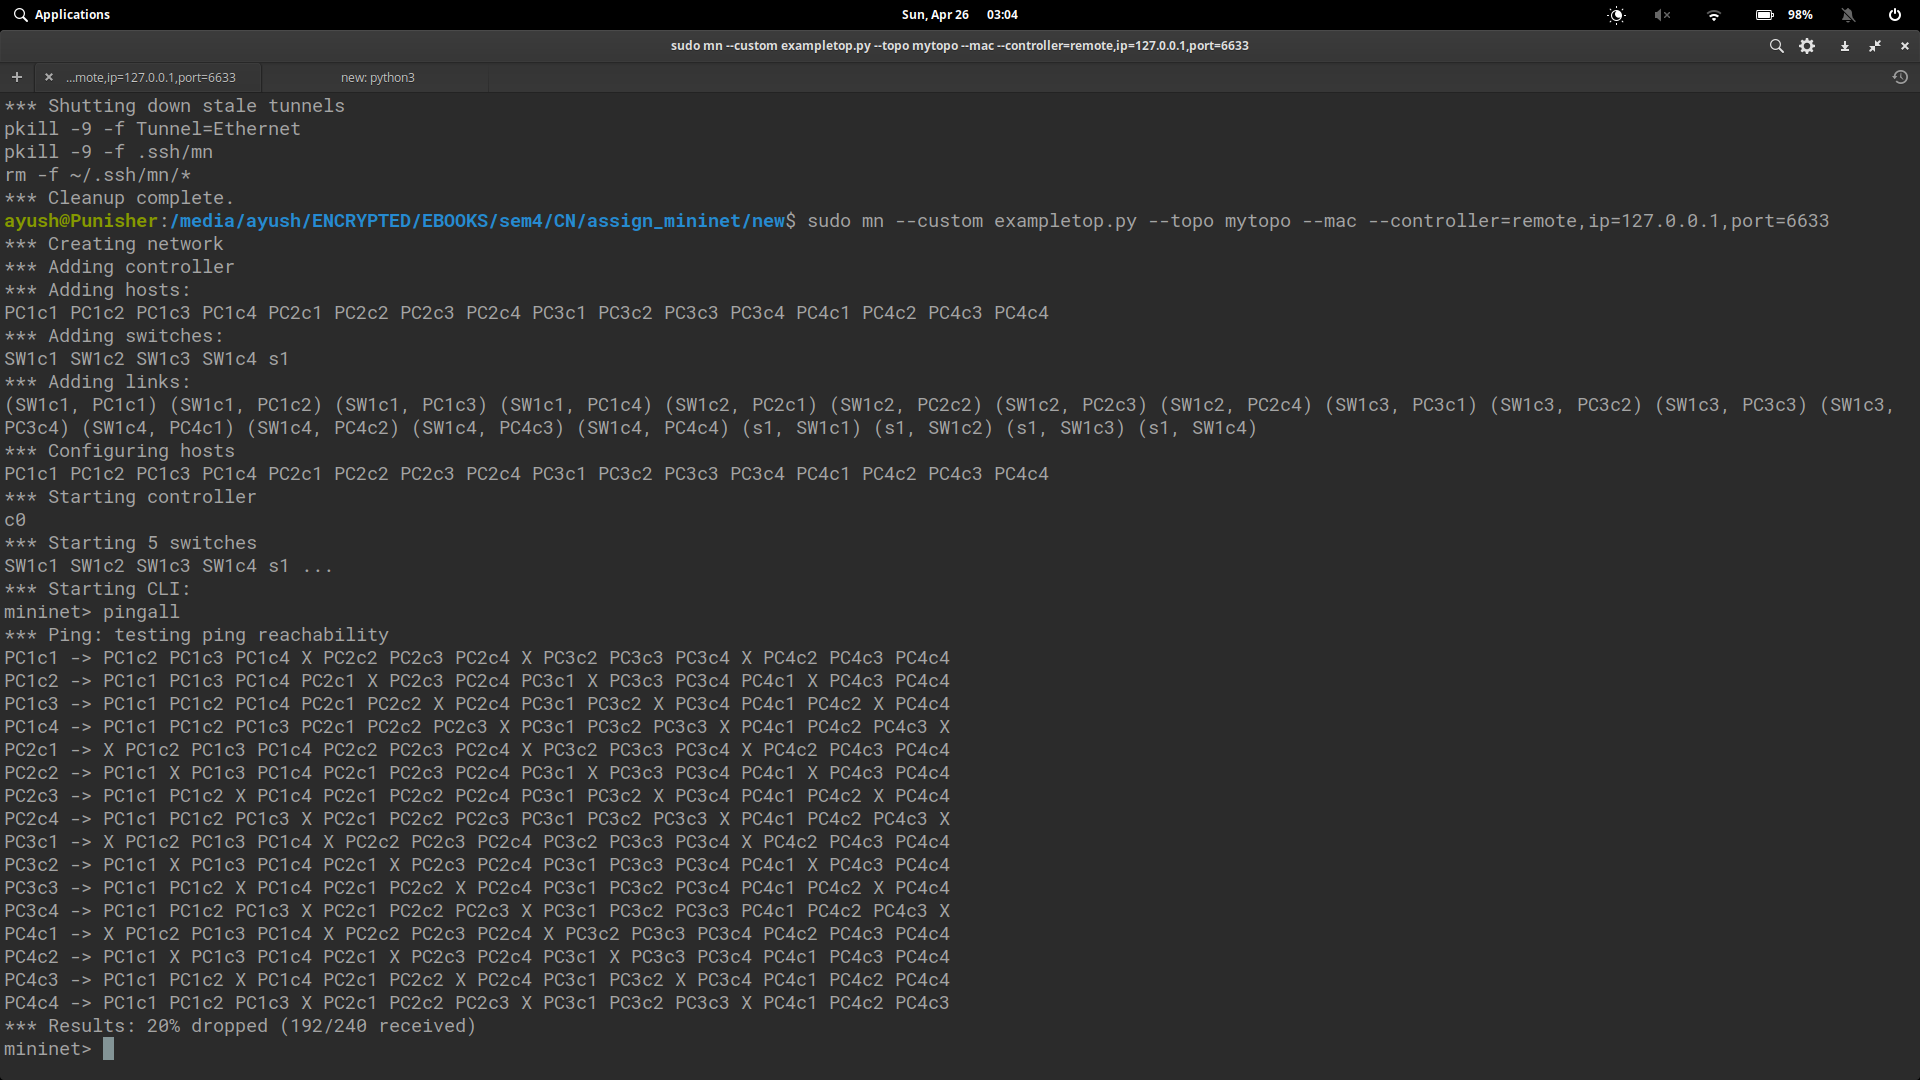 Applications
Sun, Apr 26 03:04
98%
sudo mn --custom exampletop.py --topo mytopo --mac --controller=remote,ip=127.0.0.1,port=6633
...mote,ip=127.0.0.1,port=6633
new: python3
*** Shutting down stale tunnels
pkill -9 -f Tunnel=Ethernet
pkill -9 -f .ssh/mn
rm -f ~/.ssh/mn/*
*** Cleanup complete.
ayush@Punisher:/media/ayush/ENCRYPTED/EBOOKS/sem4/CN/assign_mininet/new$ sudo mn --custom exampletop.py --topo mytopo --mac --controller=remote,ip=127.0.0.1,port=6633
*** Creating network
*** Adding controller
*** Adding hosts:
PC1c1 PC1c2 PC1c3 PC1c4 PC2c1 PC2c2 PC2c3 PC2c4 PC3c1 PC3c2 PC3c3 PC3c4 PC4c1 PC4c2 PC4c3 PC4c4
*** Adding switches:
SW1c1 SW1c2 SW1c3 SW1c4 s1
*** Adding links:
(SW1c1, PC1c1) (SW1c1, PC1c2) (SW1c1, PC1c3) (SW1c1, PC1c4) (SW1c2, PC2c1) (SW1c2, PC2c2) (SW1c2, PC2c3) (SW1c2, PC2c4) (SW1c3, PC3c1) (SW1c3, PC3c2) (SW1c3, PC3c3) (SW1c3,
PC3c4) (SW1c4, PC4c1) (SW1c4, PC4c2) (SW1c4, PC4c3) (SW1c4, PC4c4) (s1, SW1c1) (s1, SW1c2) (s1, SW1c3) (s1, SW1c4)
*** Configuring hosts
PC1c1 PC1c2 PC1c3 PC1c4 PC2c1 PC2c2 PC2c3 PC2c4 PC3c1 PC3c2 PC3c3 PC3c4 PC4c1 PC4c2 PC4c3 PC4c4
*** Starting controller
c0
*** Starting 5 switches
SW1c1 SW1c2 SW1c3 SW1c4 s1 ...
*** Starting CLI:
mininet> pingall
*** Ping: testing ping reachability
PC1c1 -> PC1c2 PC1c3 PC1c4 X PC2c2 PC2c3 PC2c4 X PC3c2 PC3c3 PC3c4 X PC4c2 PC4c3 PC4c4
PC1c2 -> PC1c1 PC1c3 PC1c4 PC2c1 X PC2c3 PC2c4 PC3c1 X PC3c3 PC3c4 PC4c1 X PC4c3 PC4c4
PC1c3 -> PC1c1 PC1c2 PC1c4 PC2c1 PC2c2 X PC2c4 PC3c1 PC3c2 X PC3c4 PC4c1 PC4c2 X PC4c4
PC1c4 -> PC1c1 PC1c2 PC1c3 PC2c1 PC2c2 PC2c3 X PC3c1 PC3c2 PC3c3 X PC4c1 PC4c2 PC4c3 X
PC2c1 -> X PC1c2 PC1c3 PC1c4 PC2c2 PC2c3 PC2c4 X PC3c2 PC3c3 PC3c4 X PC4c2 PC4c3 PC4c4
PC2c2 -> PC1c1 X PC1c3 PC1c4 PC2c1 PC2c3 PC2c4 PC3c1 X PC3c3 PC3c4 PC4c1 X PC4c3 PC4c4
PC2c3 -> PC1c1 PC1c2 X PC1c4 PC2c1 PC2c2 PC2c4 PC3c1 PC3c2 X PC3c4 PC4c1 PC4c2 X PC4c4
PC2c4 -> PC1c1 PC1c2 PC1c3 X PC2c1 PC2c2 PC2c3 PC3c1 PC3c2 PC3c3 X PC4c1 PC4c2 PC4c3 X
PC3c1 -> X PC1c2 PC1c3 PC1c4 X PC2c2 PC2c3 PC2c4 PC3c2 PC3c3 PC3c4 X PC4c2 PC4c3 PC4c4
PC3c2 -> PC1c1 X PC1c3 PC1c4 PC2c1 X PC2c3 PC2c4 PC3c1 PC3c3 PC3c4 PC4c1 X PC4c3 PC4c4
PC3c3 -> PC1c1 PC1c2 X PC1c4 PC2c1 PC2c2 X PC2c4 PC3c1 PC3c2 PC3c4 PC4c1 PC4c2 X PC4c4
PC3c4 -> PC1c1 PC1c2 PC1c3 X PC2c1 PC2c2 PC2c3 X PC3c1 PC3c2 PC3c3 PC4c1 PC4c2 PC4c3 X
PC4c1 -> X PC1c2 PC1c3 PC1c4 X PC2c2 PC2c3 PC2c4 X PC3c2 PC3c3 PC3c4 PC4c2 PC4c3 PC4c4
PC4c2 -> PC1c1 X PC1c3 PC1c4 PC2c1 X PC2c3 PC2c4 PC3c1 X PC3c3 PC3c4 PC4c1 PC4c3 PC4c4
PC4c3 -> PC1c1 PC1c2 X PC1c4 PC2c1 PC2c2 X PC2c4 PC3c1 PC3c2 X PC3c4 PC4c1 PC4c2 PC4c4
PC4c4 -> PC1c1 PC1c2 PC1c3 X PC2c1 PC2c2 PC2c3 X PC3c1 PC3c2 PC3c3 X PC4c1 PC4c2 PC4c3
*** Results: 20% dropped (192/240 received)
mininet>